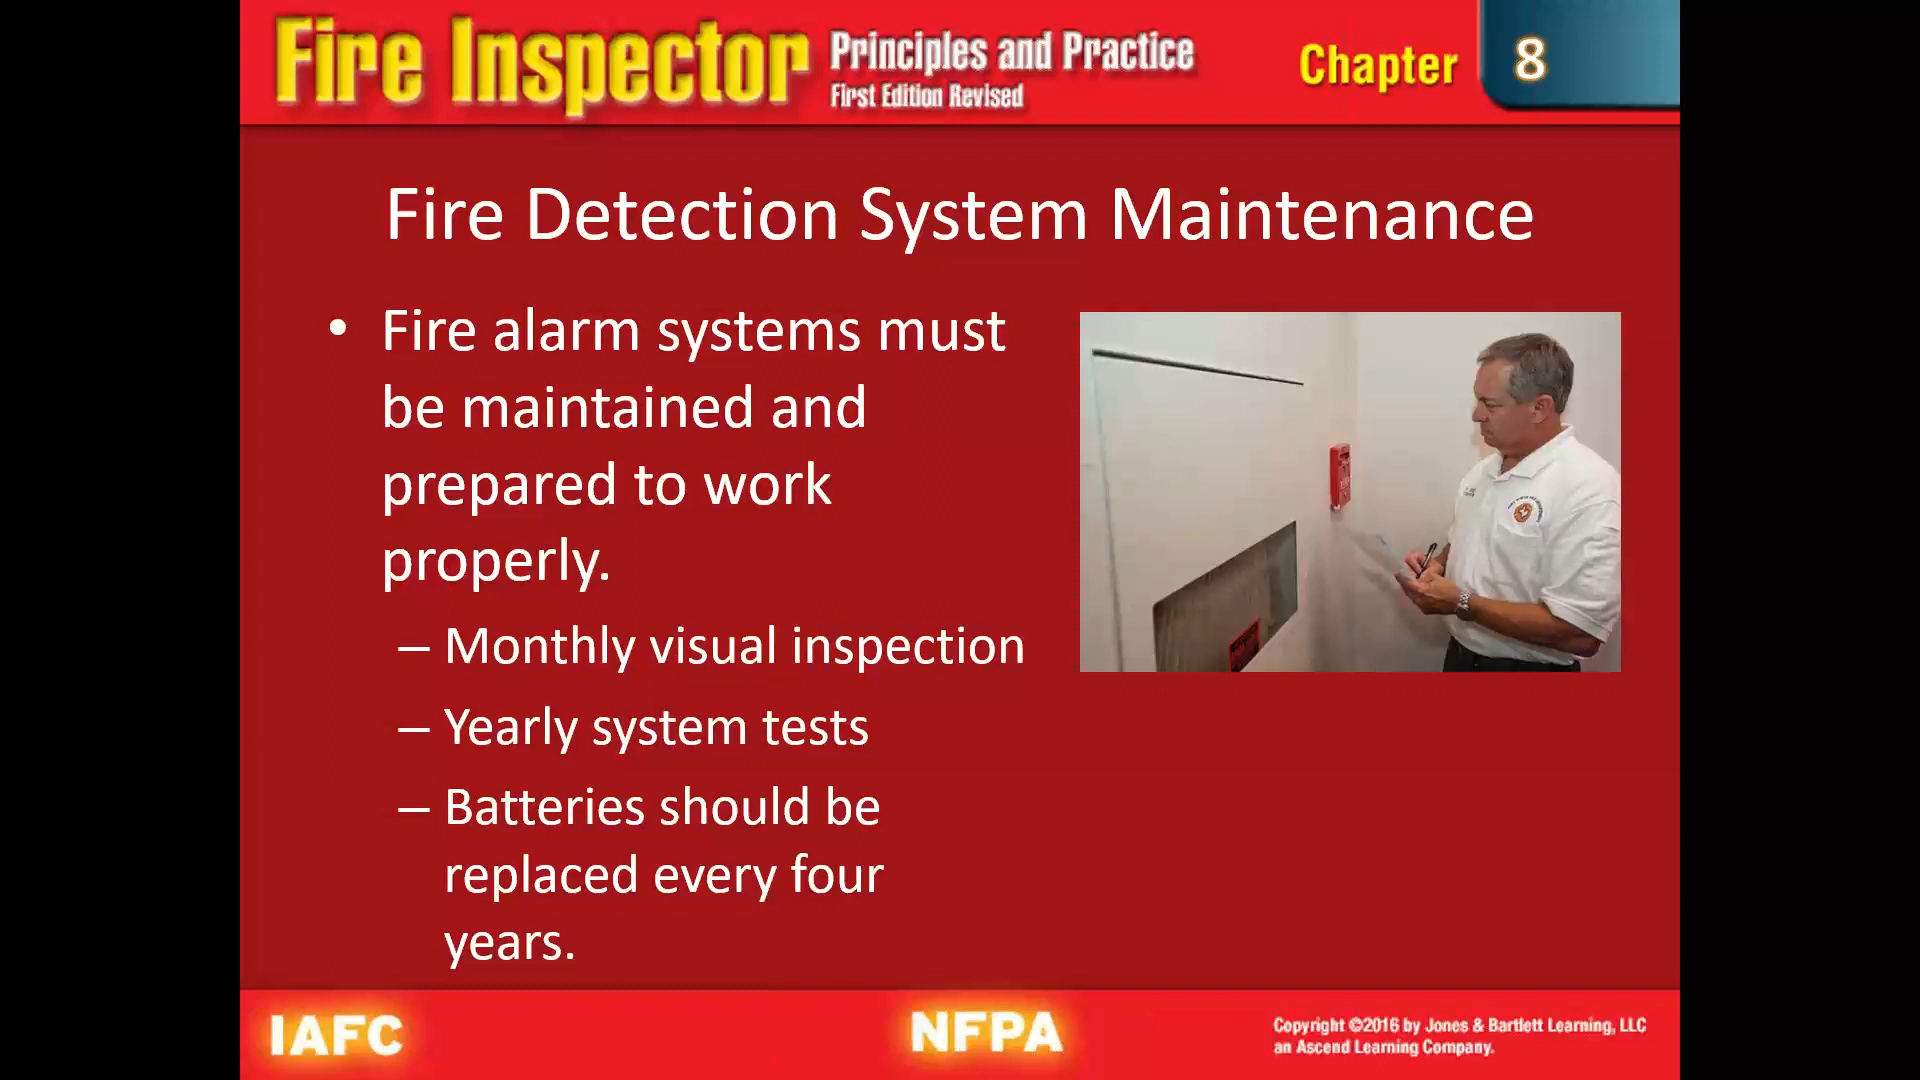 Fire Inspector Principles and Practice
First Edition Revised
Chapter 8
Fire Detection System Maintenance
• Fire alarm systems must
be maintained and
prepared to work
properly.
– Monthly visual inspection
– Yearly system tests
– Batteries should be
replaced every four
years.
IAFC
NFPA
Copyright ©2016 by Jones & Bartlett Learning, LLC
an Ascend Learning Company.